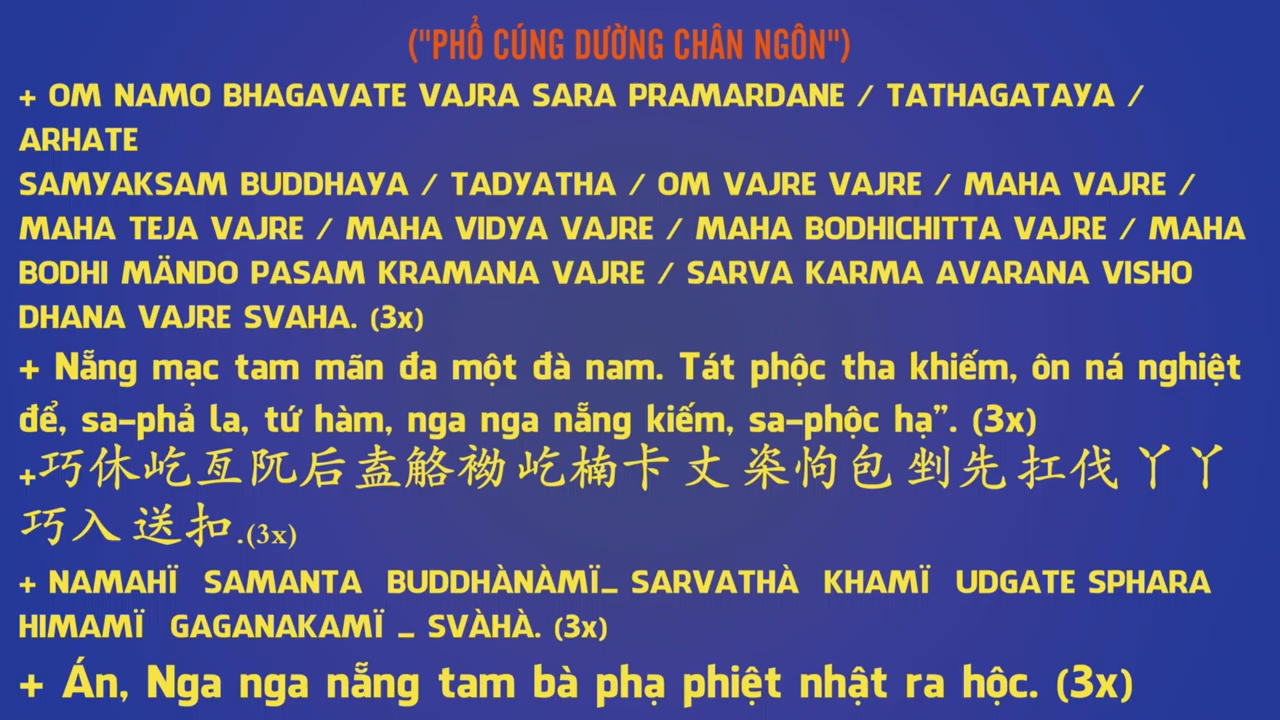 ("PHỔ CÚNG DƯỜNG CHÂN NGÔN")
+ OM NAMO BHAGAVATE VAJRA SARA PRAMARDANE / TATHAGATAYA /
ARHATE
SAMYAKSAM BUDDHAYA / TADYATHA / OM VAJRE VAJRE / MAHA VAJRE /
MAHA TEJA VAJRE / MAHA VIDYA VAJRE / MAHA BODHICHITTA VAJRE / MAHA
BODHI MÄNDO PASAM KRAMANA VAJRE / SARVA KARMA AVARANA VISHO
DHANA VAJRE SVAHA. (3x)
+ Nẵng mạc tam mãn đa một đà nam. Tát phộc tha khiếm, ôn ná nghiệt
để, sa-phả la, tứ hàm, nga nga nẵng kiếm, sa-phộc hạ”. (3x)
+巧休屹亙阢后盍觡袎屹楠卡丈 楶怐包 剉先 扛伐 丫丫
巧入 送扣.(3x)
+ NAMAHÏ SAMANTA BUDDHÀNÀMÏ_ SARVATHÀ KHAMÏ UDGATE SPHARA
HIMAMÏ GAGANAKAMÏ _ SVÀHÀ. (3x)
+ Án, Nga nga nẵng tam bà phạ phiệt nhật ra hộc. (3x)